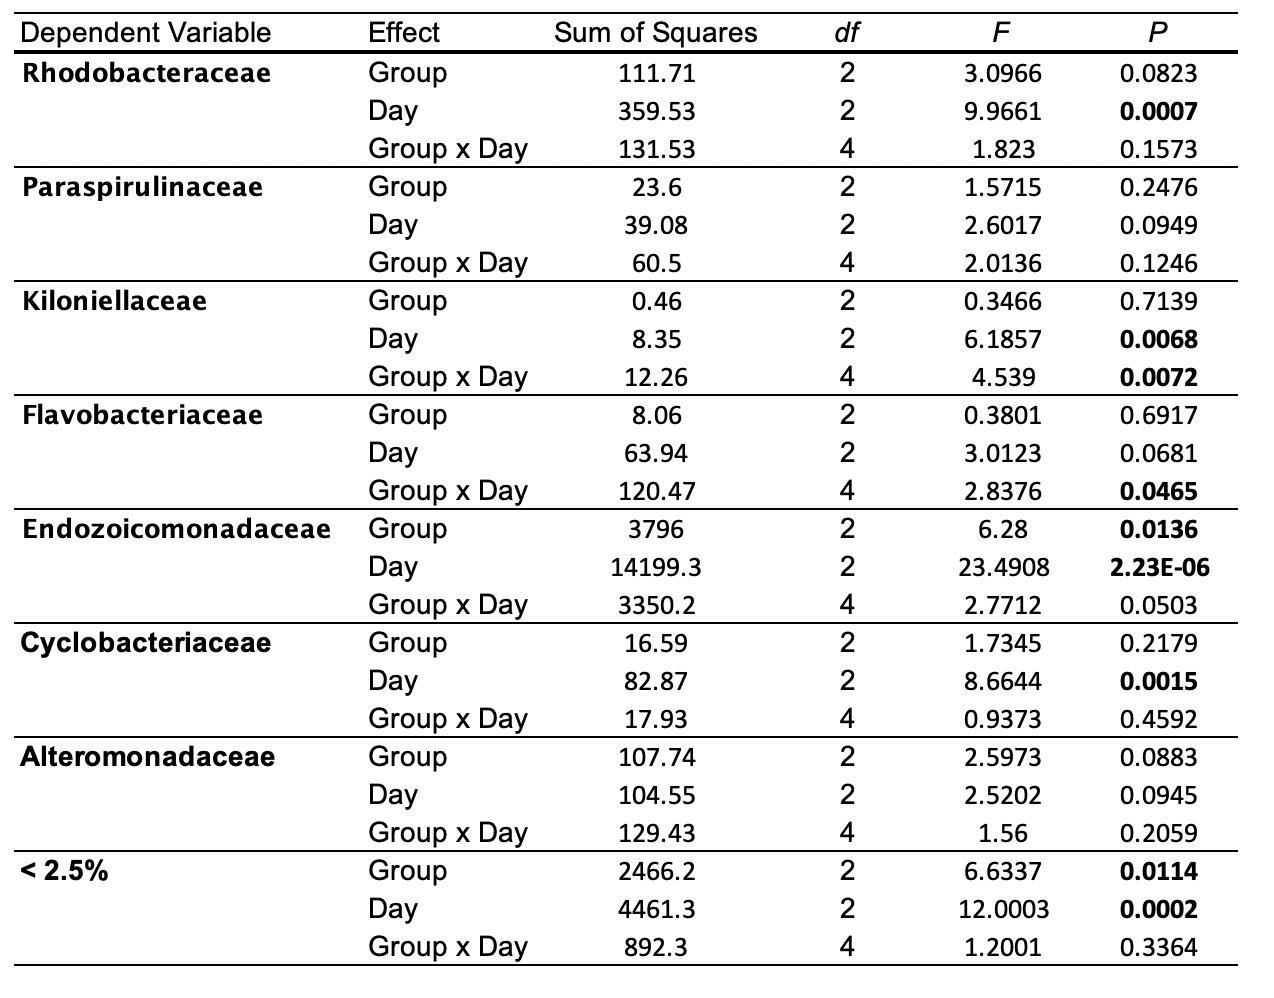 Dependent Variable Effect Sum of Squares df F P
Rhodobacteraceae Group 111.71 2 3.0966 0.0823
Day 359.53 2 9.9661 0.0007
Group x Day 131.53 4 1.823 0.1573
Paraspirulinaceae Group 23.6 2 1.5715 0.2476
Day 39.08 2 2.6017 0.0949
Group x Day 60.5 4 2.0136 0.1246
Kiloniellaceae Group 0.46 2 0.3466 0.7139
Day 8.35 2 6.1857 0.0068
Group x Day 12.26 4 4.539 0.0072
Flavobacteriaceae Group 8.06 2 0.3801 0.6917
Day 63.94 2 3.0123 0.0681
Group x Day 120.47 4 2.8376 0.0465
Endozoicomonadaceae Group 3796 2 6.28 0.0136
Day 14199.3 2 23.4908 2.23E-06
Group x Day 3350.2 4 2.7712 0.0503
Cyclobacteriaceae Group 16.59 2 1.7345 0.2179
Day 82.87 2 8.6644 0.0015
Group x Day 17.93 4 0.9373 0.4592
Alteromonadaceae Group 107.74 2 2.5973 0.0883
Day 104.55 2 2.5202 0.0945
Group x Day 129.43 4 1.56 0.2059
< 2.5% Group 2466.2 2 6.6337 0.0114
Day 4461.3 2 12.0003 0.0002
Group x Day 892.3 4 1.2001 0.3364